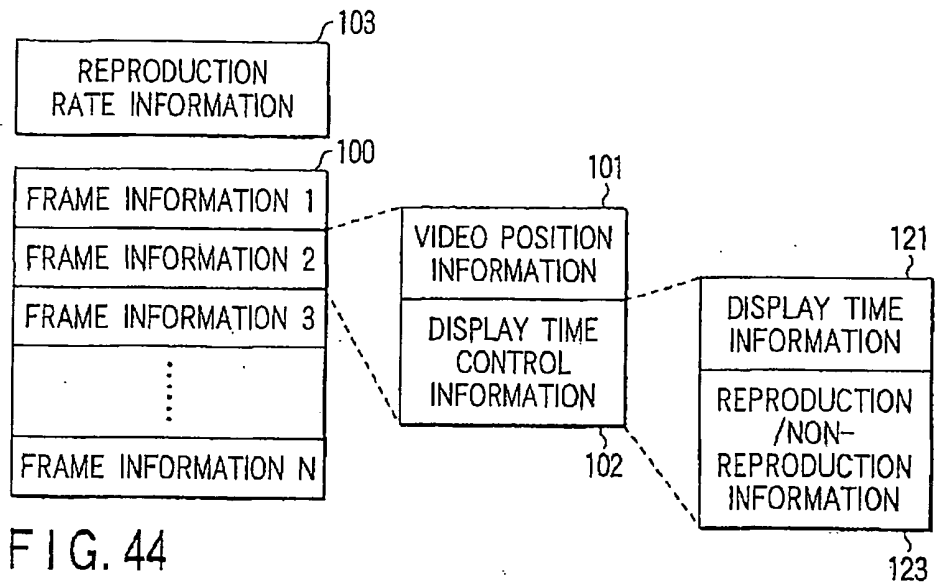 103
REPRODUCTION
RATE INFORMATION
100
FRAME INFORMATION 1
FRAME INFORMATION 2
FRAME INFORMATION 3
FRAME INFORMATION N
101
VIDEO POSITION
INFORMATION
DISPLAY TIME
CONTROL
INFORMATION
102
121
DISPLAY TIME
INFORMATION
REPRODUCTION
/NON-
REPRODUCTION
INFORMATION
123
FIG. 44